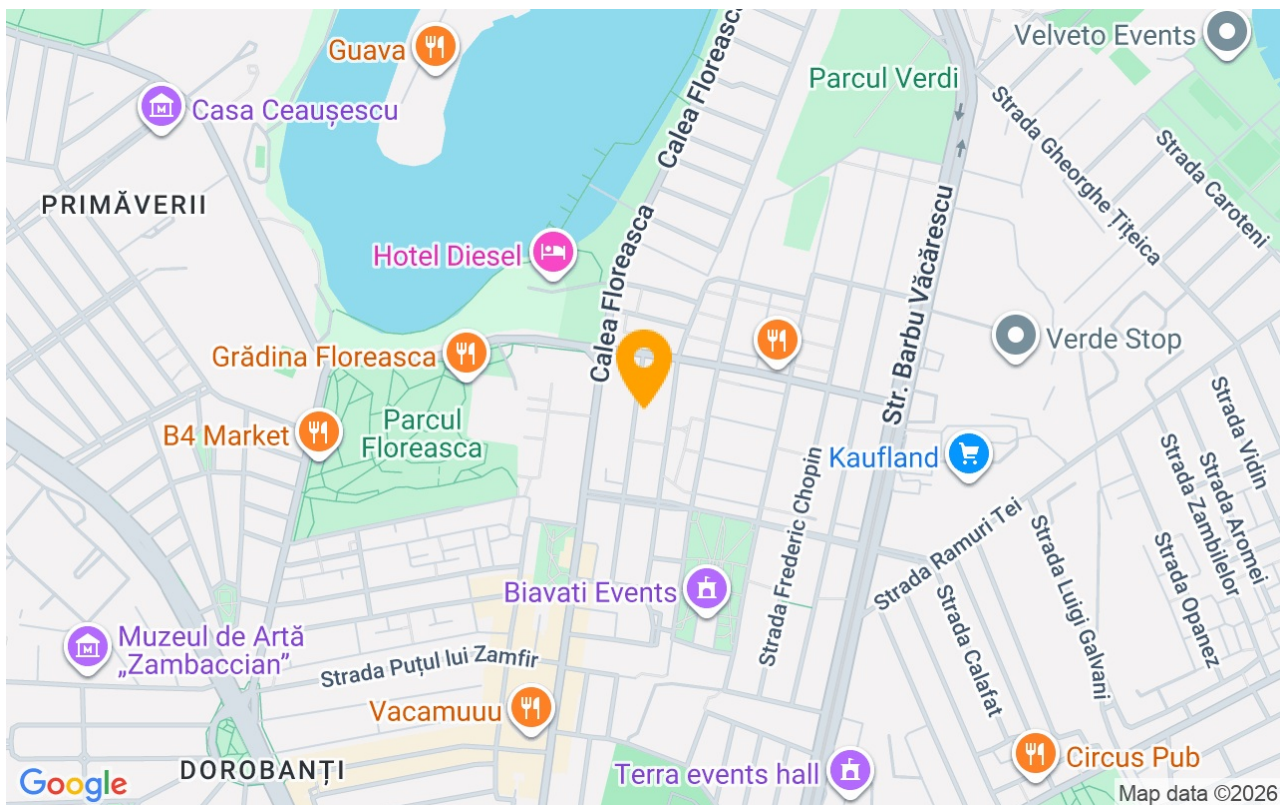 Guava
Velveto Events
Parcul Verdi
Casa Ceaușescu
Calea Floreasca
Calea Floreasca
Strada Gheorghe Țițeica
Strada Caroteni
PRIMĂVERII
Hotel Diesel
Calea Floreasca
Str. Barbu Văcărescu
Grădina Floreasca
Verde Stop
B4 Market
Parcul
Floreasca
Kaufland
Strada Vidin
Strada Aromei
Strada Zambilelor
Strada Opanez
Strada Frederic Chopin
Strada Ramuri Tei
Strada Luigi Galvani
Strada Calafat
Biavati Events
Muzeul de Artă
„Zambaccian”
Strada Puțul lui Zamfir
Vacamuuu
DOROBANȚI
Terra events hall
Circus Pub
Google
Map data ©2026